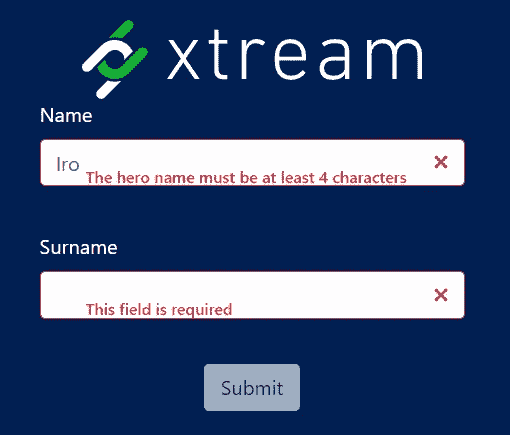 xtream
Name
Iro
The hero name must be at least 4 characters
Surname
This field is required
Submit